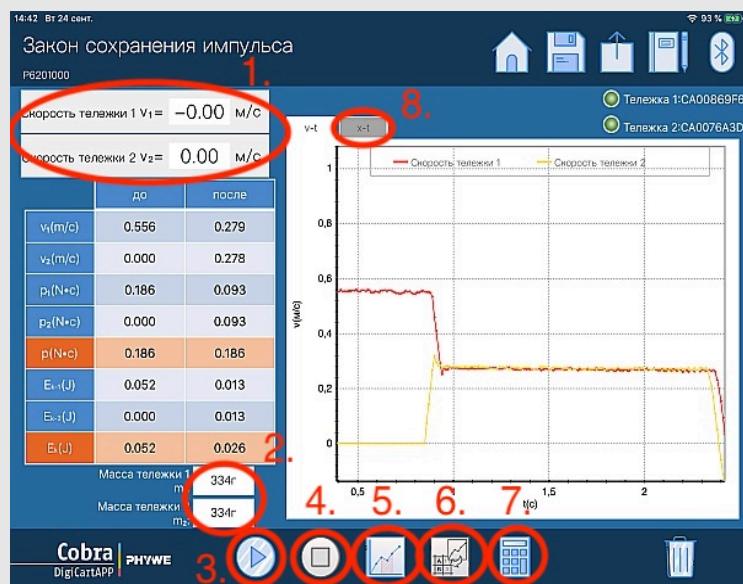 14:42 Вт 24 сент.
93 %
Закон сохранения импульса
P6201000
1.
Скорость тележки 1 V₁= -0.00 м/с
Скорость тележки 2 V₂= 0.00 м/с
8.
Тележка 1:CA00869F6
Тележка 2:CA0076A3D
v-t
x-t
до после
v₁(m/c) 0.556 0.279
v₂(m/c) 0.000 0.278
p₁(N•c) 0.186 0.093
p₂(N•c) 0.000 0.093
p(N•c) 0.186 0.186
Eₖ₋₁(J) 0.052 0.013
Eₖ₋₂(J) 0.000 0.013
Eₖ(J) 0.052 0.026
Скорость тележки 1
Скорость тележки 2
v(м/с)
1
0,8
0,6
0,4
0,2
0
0,5 1 1,5 2
t(c)
2.
Масса тележки 1
334г
Масса тележки
m₂:
334г
3.
4.
5.
6.
7.
Cobra
DigiCartAPP
PHYWE